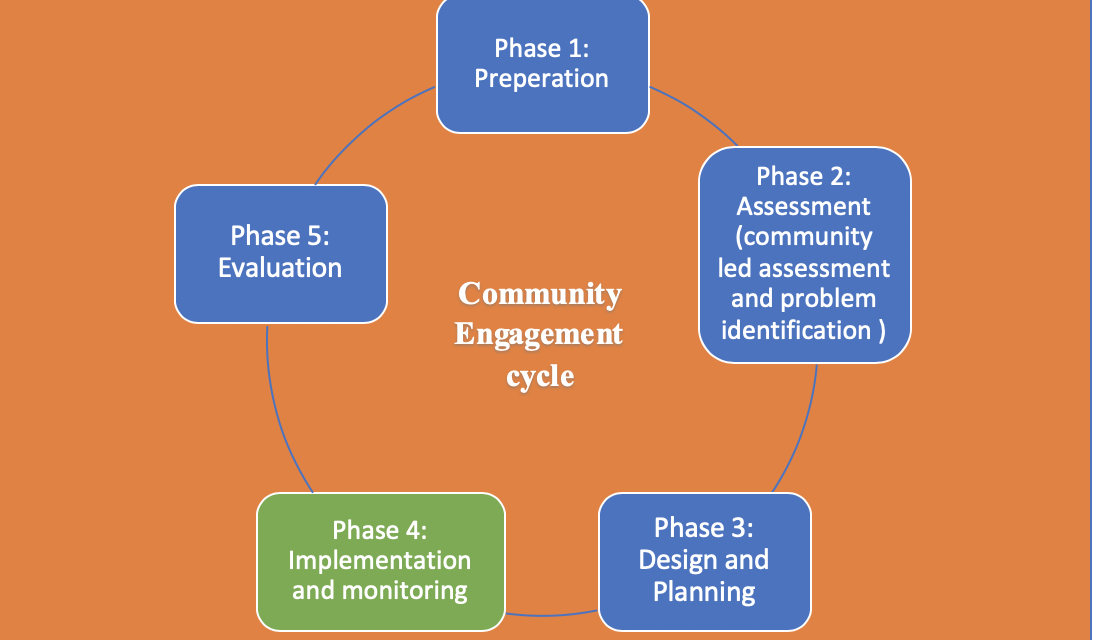 Phase 1:
Preperation
Phase 2:
Assessment
(community
led assessment
and problem
identification )
Phase 5:
Evaluation
Community
Engagement
cycle
Phase 4:
Implementation
and monitoring
Phase 3:
Design and
Planning